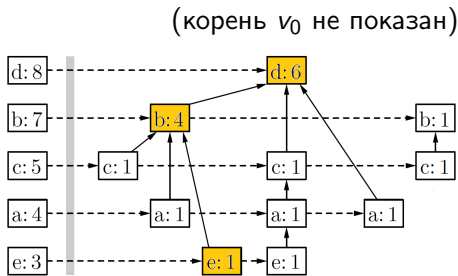 (корень v₀ не показан)
d: 8 d: 6
b: 7 b: 4 b: 1
c: 5 c: 1 c: 1 c: 1
a: 4 a: 1 a: 1 a: 1
e: 3 e: 1 e: 1